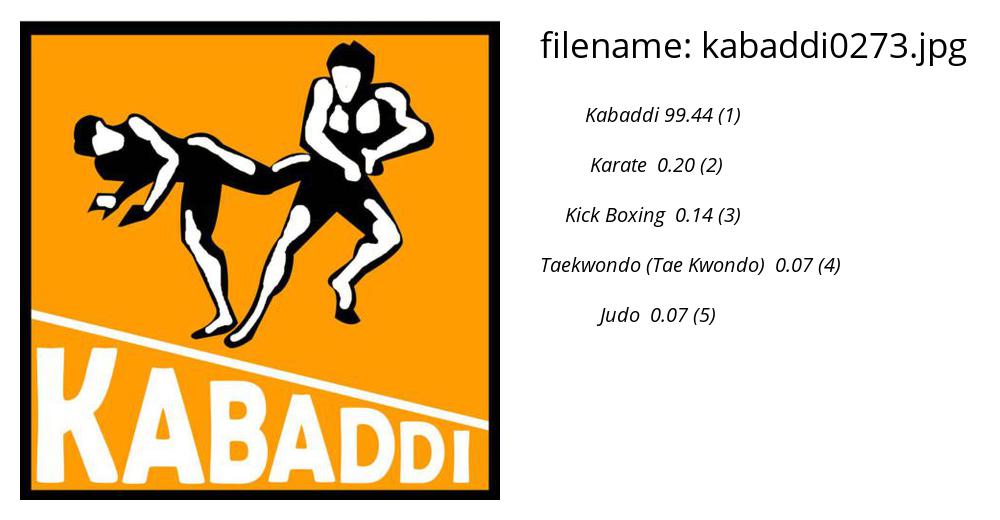 KABADDI
filename: kabaddi0273.jpg
Kabaddi 99.44 (1)
Karate 0.20 (2)
Kick Boxing 0.14 (3)
Taekwondo (Tae Kwondo) 0.07 (4)
Judo 0.07 (5)